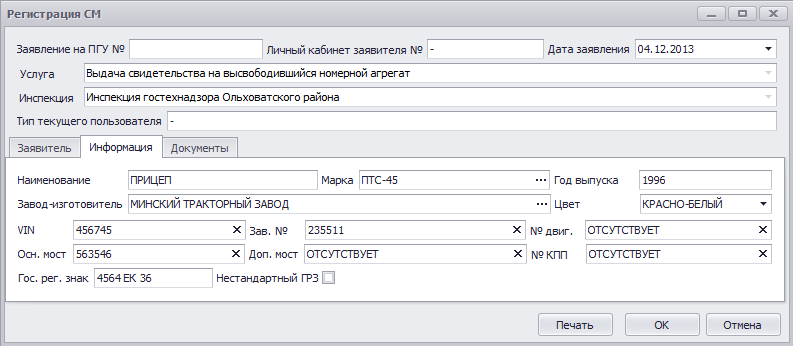 Регистрация СМ
Заявление на ПГУ № Личный кабинет заявителя № - Дата заявления 04.12.2013
Услуга Выдача свидетельства на высвободившийся номерной агрегат
Инспекция Инспекция гостехнадзора Ольховатского района
Тип текущего пользователя -
Заявитель Информация Документы
Наименование ПРИЦЕП Марка ПТС-45 ... Год выпуска 1996
Завод-изготовитель МИНСКИЙ ТРАКТОРНЫЙ ЗАВОД ... Цвет КРАСНО-БЕЛЫЙ
VIN 456745 Зав. № 235511 № двиг. ОТСУТСТВУЕТ
Осн. мост 563546 Доп. мост ОТСУТСТВУЕТ № КПП ОТСУТСТВУЕТ
Гос. рег. знак 4564 ЕК 36 Нестандартный ГРЗ
Печать ОК Отмена